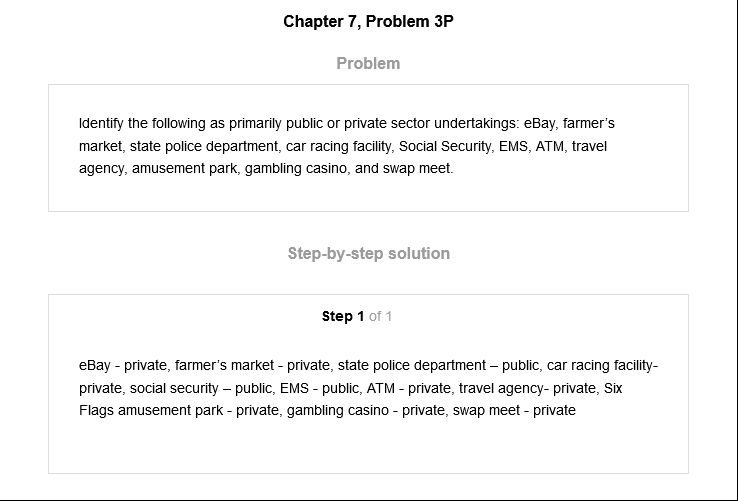 Chapter 7, Problem 3P
Problem
Identify the following as primarily public or private sector undertakings: eBay, farmer’s
market, state police department, car racing facility, Social Security, EMS, ATM, travel
agency, amusement park, gambling casino, and swap meet.
Step-by-step solution
Step 1 of 1
eBay - private, farmer’s market - private, state police department – public, car racing facility-
private, social security – public, EMS - public, ATM - private, travel agency- private, Six
Flags amusement park - private, gambling casino - private, swap meet - private